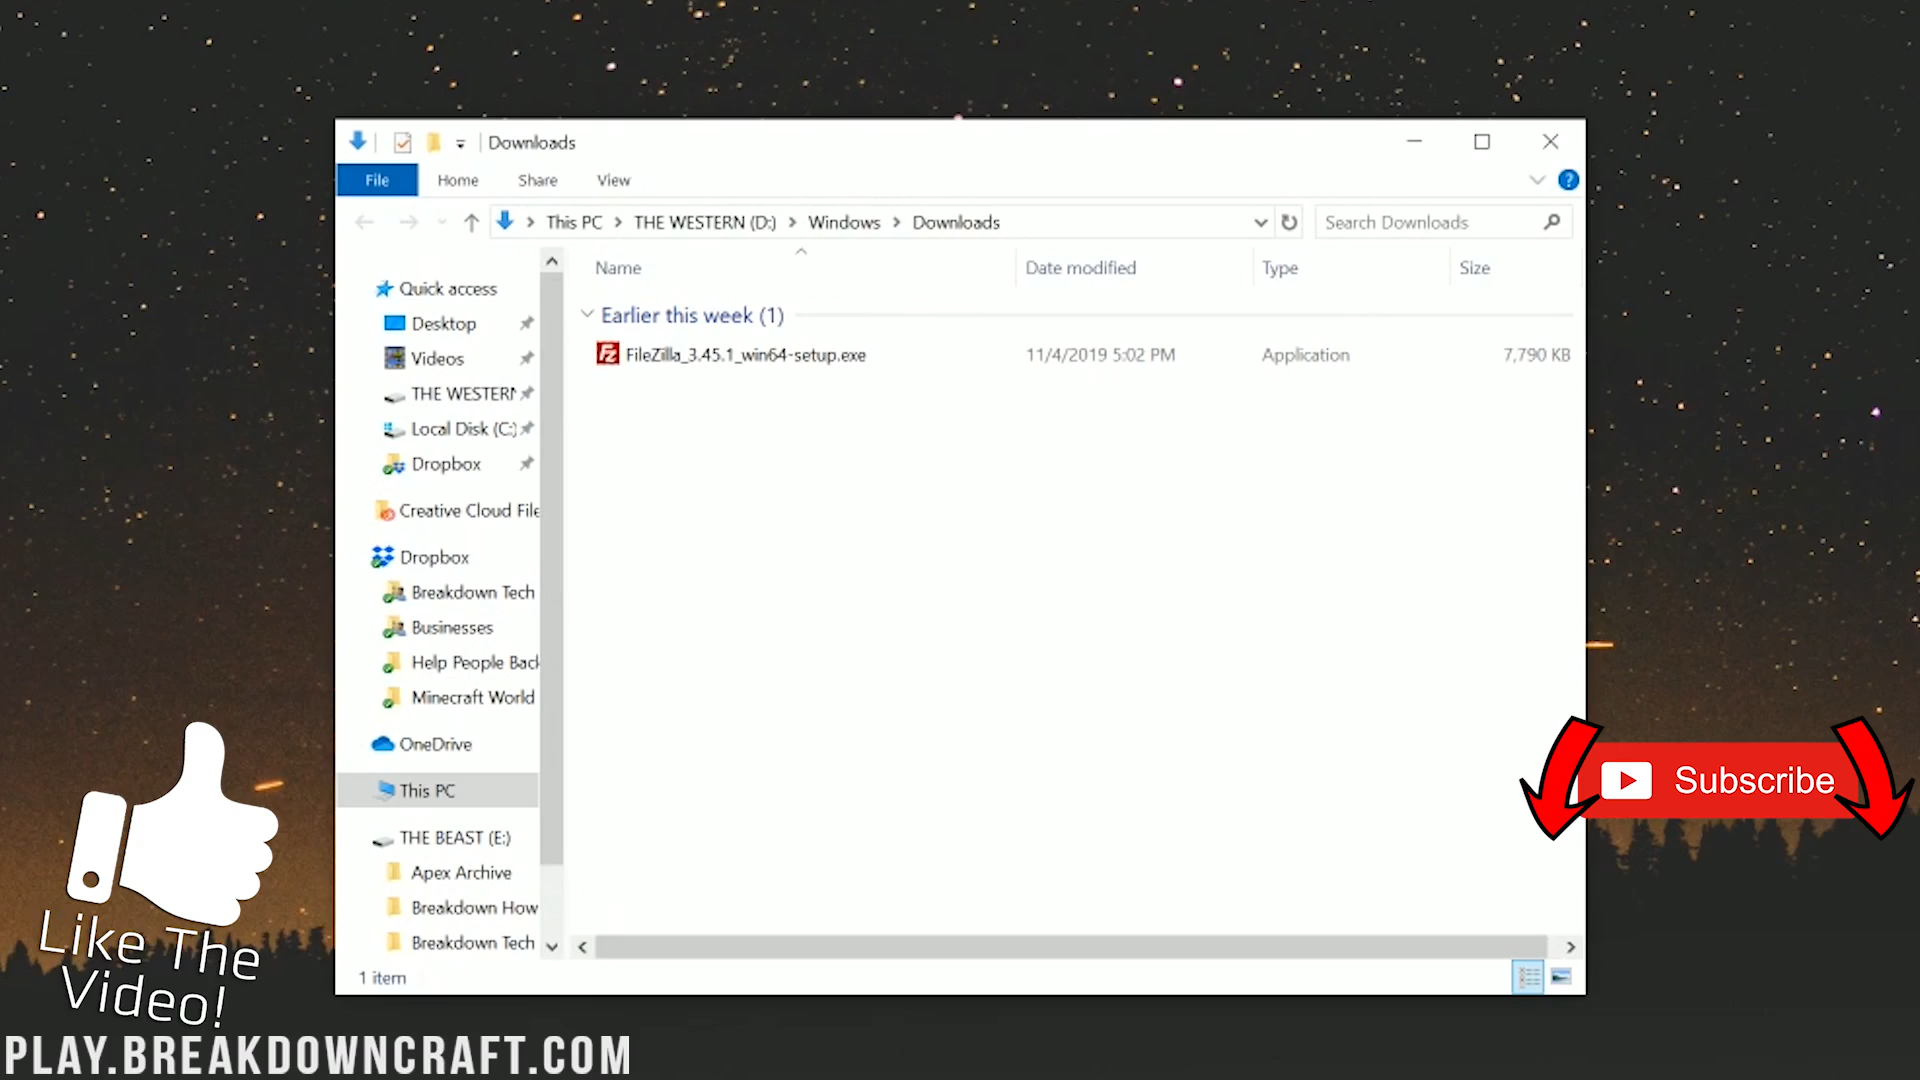 Downloads
File Home Share View
This PC THE WESTERN (D:) Windows Downloads
Search Downloads
Name Date modified Type Size
Quick access
Desktop
Videos
THE WESTERN
Local Disk (C:)
Dropbox
Creative Cloud File
Dropbox
Breakdown Tech
Businesses
Help People Back
Minecraft World
OneDrive
This PC
THE BEAST (E:)
Apex Archive
Breakdown How
Breakdown Tech
Earlier this week (1)
FileZilla_3.45.1_win64-setup.exe 11/4/2019 5:02 PM Application 7,790 KB
1 item
Like The
Video!
Subscribe
PLAY.BREAKDOWNCRAFT.COM